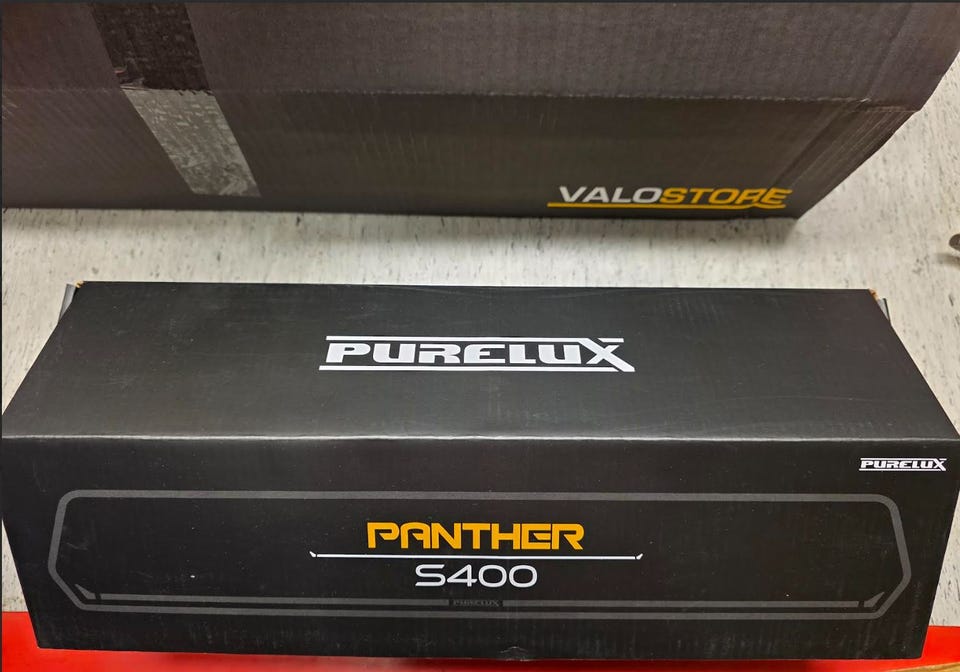 VALOSTORE
PURELUX
PURELUX
PANTHER
S400
PURELUX